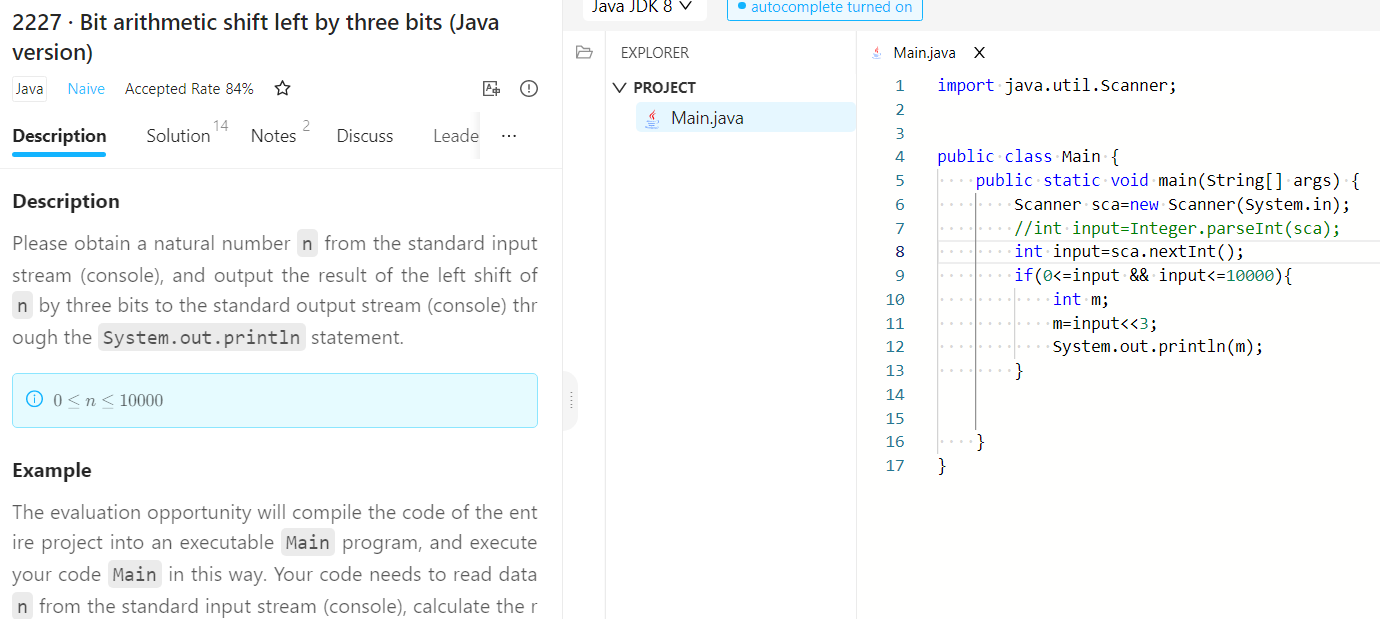 2227 · Bit arithmetic shift left by three bits (Java
version)
Java Naive Accepted Rate 84%
Description Solution 14 Notes 2 Discuss Leade ...
Description
Please obtain a natural number n from the standard input
stream (console), and output the result of the left shift of
n by three bits to the standard output stream (console) thr
ough the System.out.println statement.
0 ≤ n ≤ 10000
Example
The evaluation opportunity will compile the code of the ent
ire project into an executable Main program, and execute
your code Main in this way. Your code needs to read data
n from the standard input stream (console), calculate the r
Java JDK 8 autocomplete turned on
EXPLORER
PROJECT
Main.java
Main.java X
1 import java.util.Scanner;
2
3
4 public class Main {
5 public static void main(String[] args) {
6 Scanner sca=new Scanner(System.in);
7 //int input=Integer.parseInt(sca);
8 int input=sca.nextInt();
9 if(0<=input && input<=10000){
10 int m;
11 m=input<<3;
12 System.out.println(m);
13 }
14
15
16 }
17 }